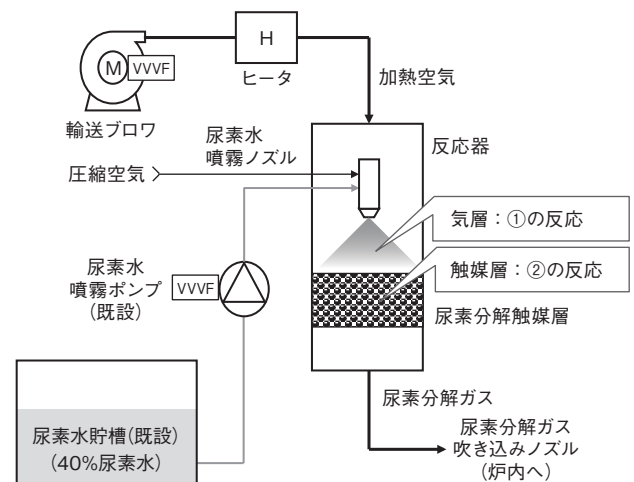 H
M
VVVF
ヒータ
加熱空気
輸送ブロワ
尿素水
噴霧ノズル
反応器
圧縮空気
気層:①の反応
触媒層:②の反応
尿素水
噴霧ポンプ
(既設)
VVVF
尿素分解触媒層
尿素分解ガス
尿素分解ガス
吹き込みノズル
(炉内へ)
尿素水貯槽(既設)
(40%尿素水)